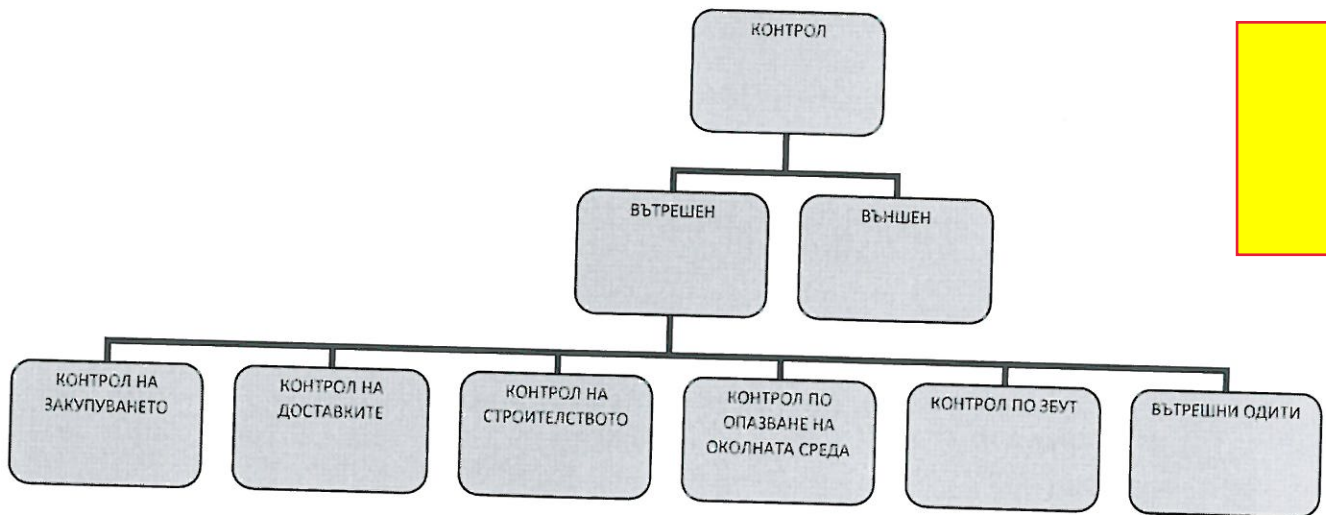 КОНТРОЛ
ВЪТРЕШЕН
ВЪНШЕН
КОНТРОЛ НА
ЗАКУПУВАНЕТО
КОНТРОЛ НА
ДОСТАВКИТЕ
КОНТРОЛ НА
СТРОИТЕЛСТВОТО
КОНТРОЛ ПО
ОПАЗВАНЕ НА
ОКОЛНАТА СРЕДА
КОНТРОЛ ПО ЗБУТ
ВЪТРЕШНИ ОДИТИ